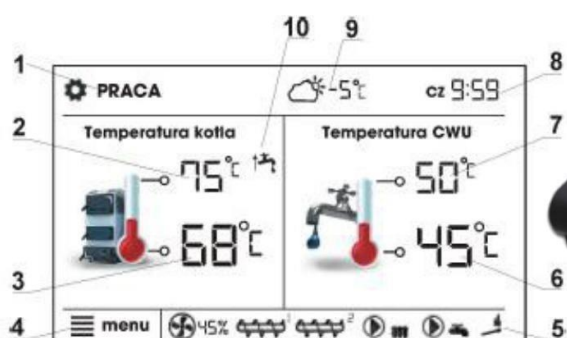 10 9
1 PRACA -5°C cz 9:59 8
2 Temperatura kotła Temperatura CWU 7
75°C 50°C
3 68°C 45°C 6
4 menu 45% 1 2 5